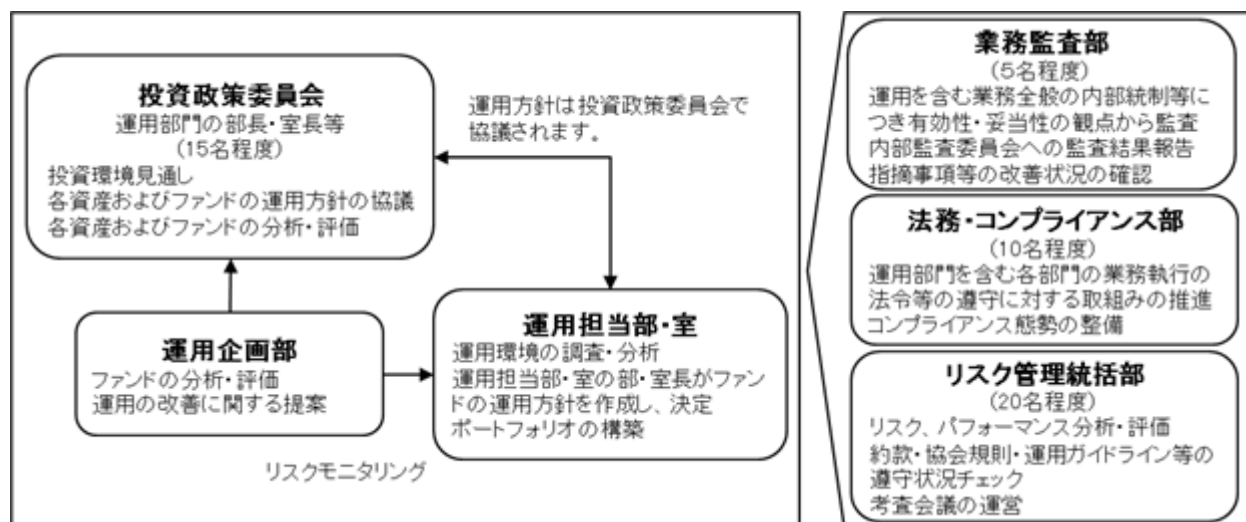 投資政策委員会
運用部門の部長・室長等
(15名程度)
投資環境見通し
各資産およびファンドの運用方針の協議
各資産およびファンドの分析・評価
運用方針は投資政策委員会で
協議されます。
運用企画部
ファンドの分析・評価
運用の改善に関する提案
運用担当部・室
運用環境の調査・分析
運用担当部・室の部・室長がファン
ドの運用方針を作成し、決定
ポートフォリオの構築
リスクモニタリング
業務監査部
(5名程度)
運用を含む業務全般の内部統制等に
つき有効性・妥当性の観点から監査
内部監査委員会への監査結果報告
指摘事項等の改善状況の確認
法務・コンプライアンス部
(10名程度)
運用部門を含む各部門の業務執行の
法令等の遵守に対する取組みの推進
コンプライアンス態勢の整備
リスク管理統括部
(20名程度)
リスク、パフォーマンス分析・評価
約款・協会規則・運用ガイドライン等の
遵守状況チェック
考査会議の運営